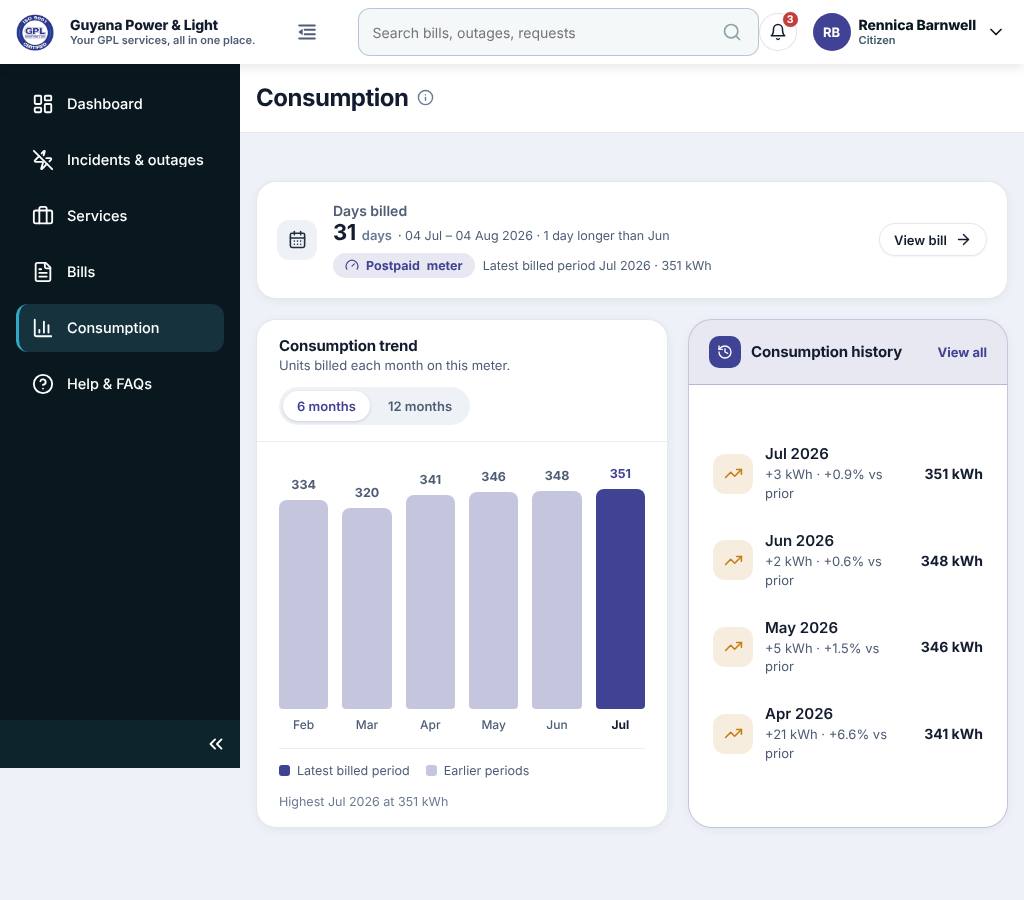 ISO 9001
GPL
CERTIFIED
Guyana Power & Light
Your GPL services, all in one place.
Search bills, outages, requests
3
RB
Rennica Barnwell
Citizen
Dashboard
Incidents & outages
Services
Bills
Consumption
Help & FAQs
Consumption
Days billed
31 days · 04 Jul – 04 Aug 2026 · 1 day longer than Jun
Postpaid meter Latest billed period Jul 2026 · 351 kWh
View bill
Consumption trend
Units billed each month on this meter.
6 months 12 months
334 320 341 346 348 351
Feb Mar Apr May Jun Jul
Latest billed period Earlier periods
Highest Jul 2026 at 351 kWh
Consumption history View all
Jul 2026
+3 kWh · +0.9% vs
prior
351 kWh
Jun 2026
+2 kWh · +0.6% vs
prior
348 kWh
May 2026
+5 kWh · +1.5% vs
prior
346 kWh
Apr 2026
+21 kWh · +6.6% vs
prior
341 kWh